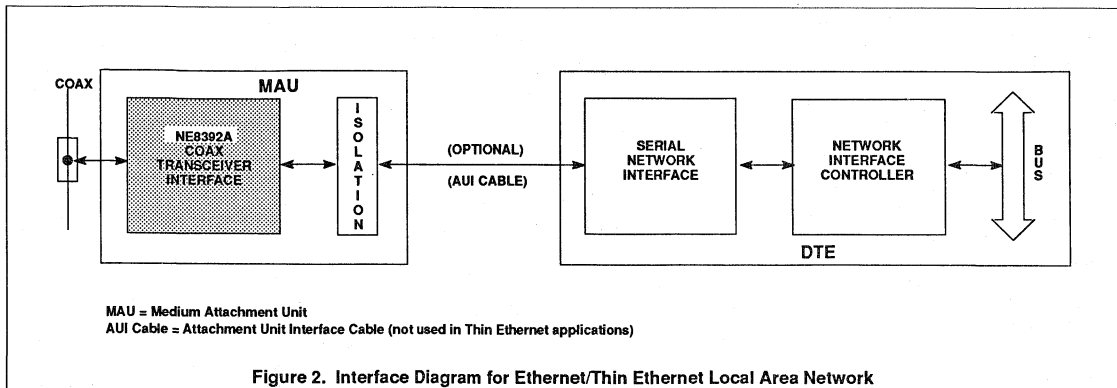 COAX
MAU
NE8392A
COAX
TRANSCEIVER
INTERFACE
ISOLATION
(OPTIONAL)
(AUI CABLE)
SERIAL
NETWORK
INTERFACE
NETWORK
INTERFACE
CONTROLLER
BUS
DTE
MAU = Medium Attachment Unit
AUI Cable = Attachment Unit Interface Cable (not used in Thin Ethernet applications)
Figure 2. Interface Diagram for Ethernet/Thin Ethernet Local Area Network